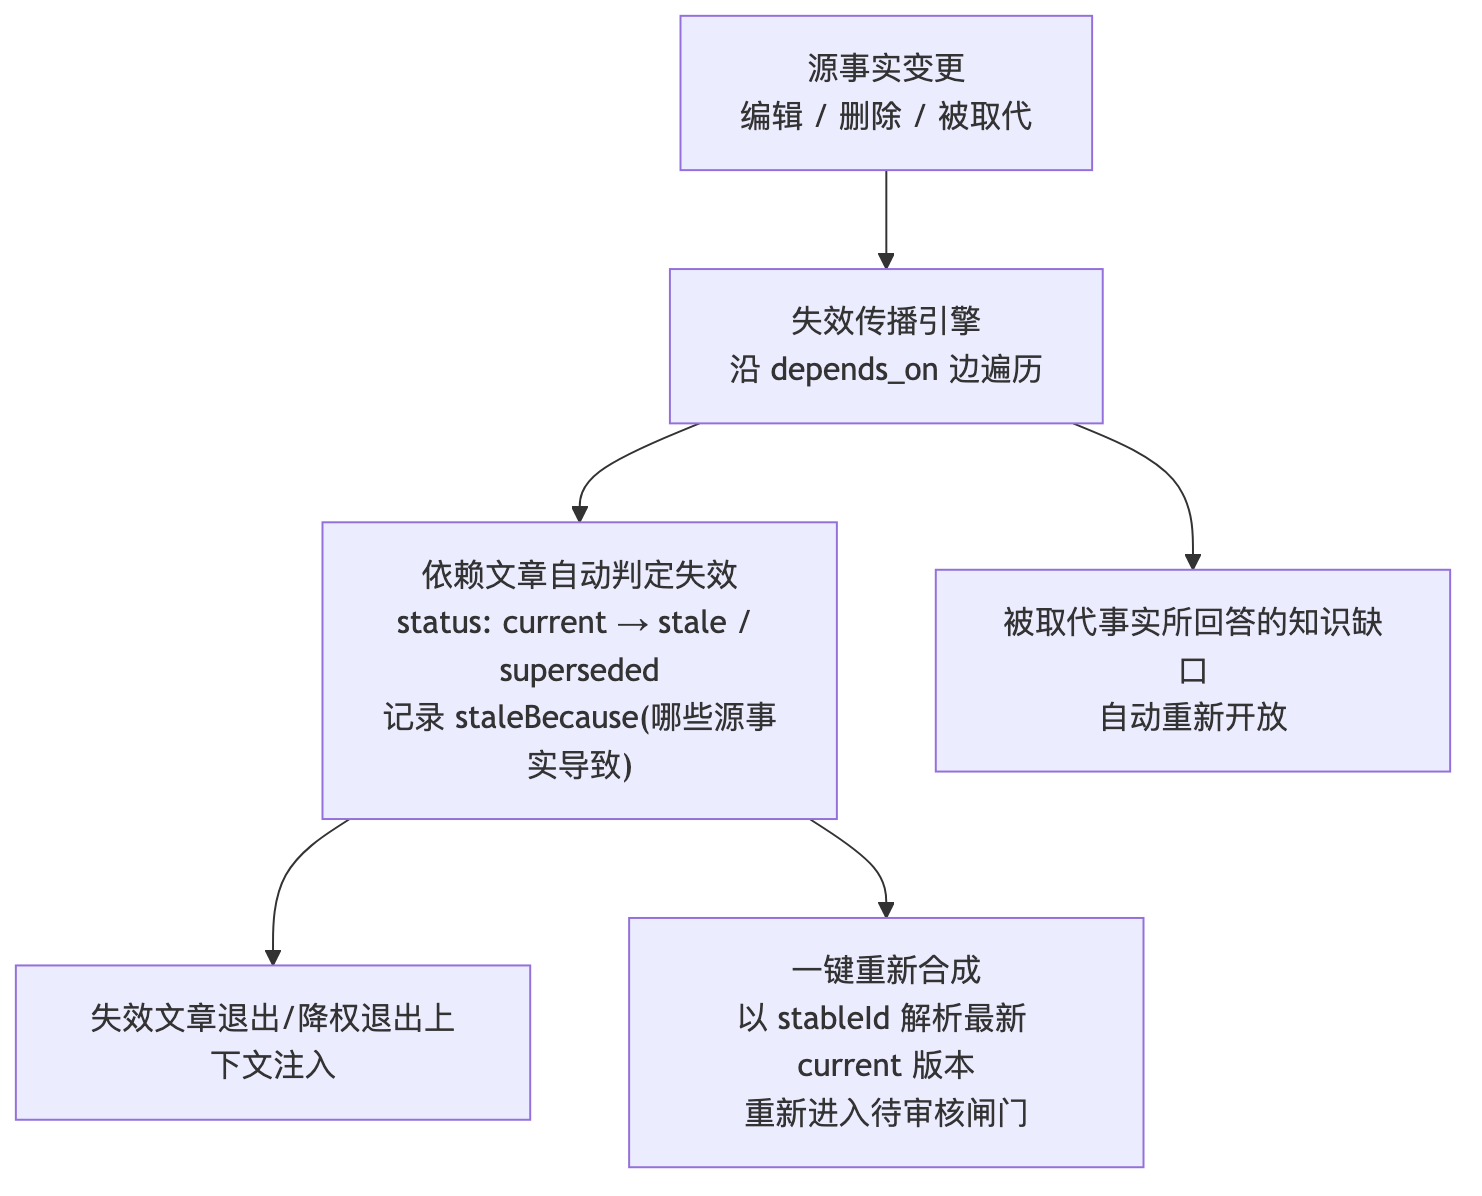 源事实变更
编辑 / 删除 / 被取代
失效传播引擎
沿 depends_on 边遍历
依赖文章自动判定失效
status: current → stale /
superseded
记录 staleBecause(哪些源事
实导致)
被取代事实所回答的知识缺
口
自动重新开放
失效文章退出/降权退出上
下文注入
一键重新合成
以 stableId 解析最新
current 版本
重新进入待审核闸门